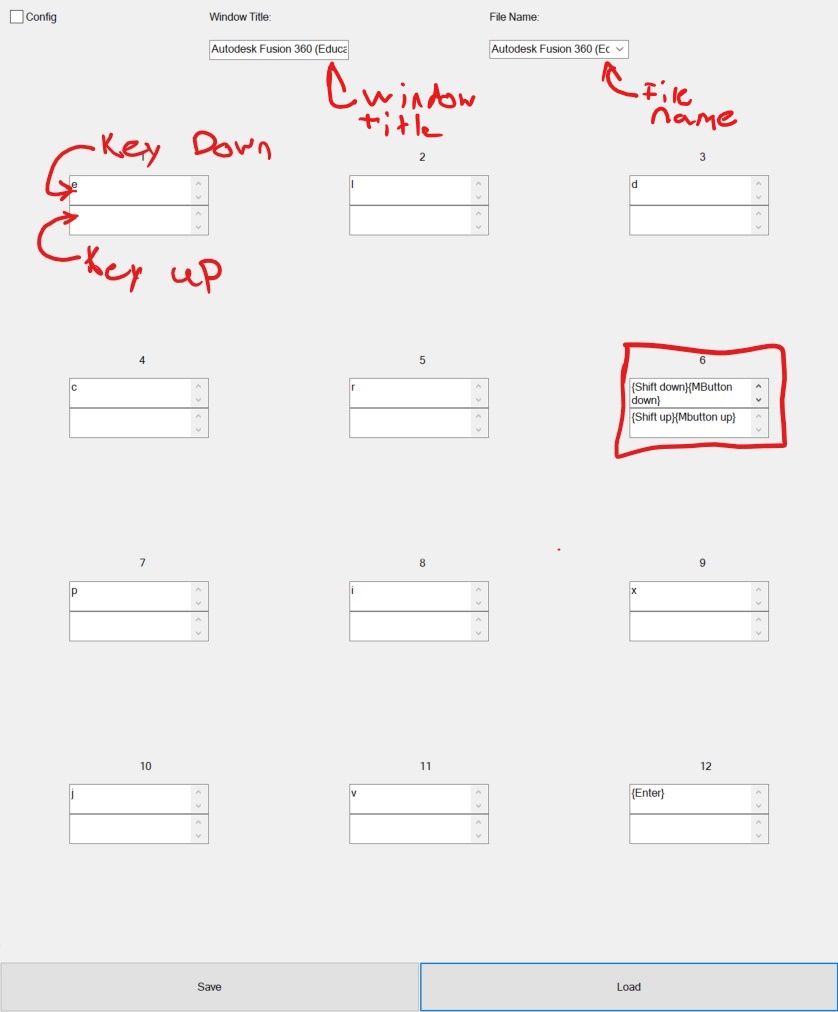 Config
Window Title:
File Name:
Autodesk Fusion 360 (Educa
Autodesk Fusion 360 (Ec
window
title
File
name
Key Down
1
2
3
e
l
d
Key up
4
5
6
c
r
{Shift down}{MButton
down}
{Shift up}{Mbutton up}
7
8
9
p
i
x
10
11
12
j
v
{Enter}
Save
Load